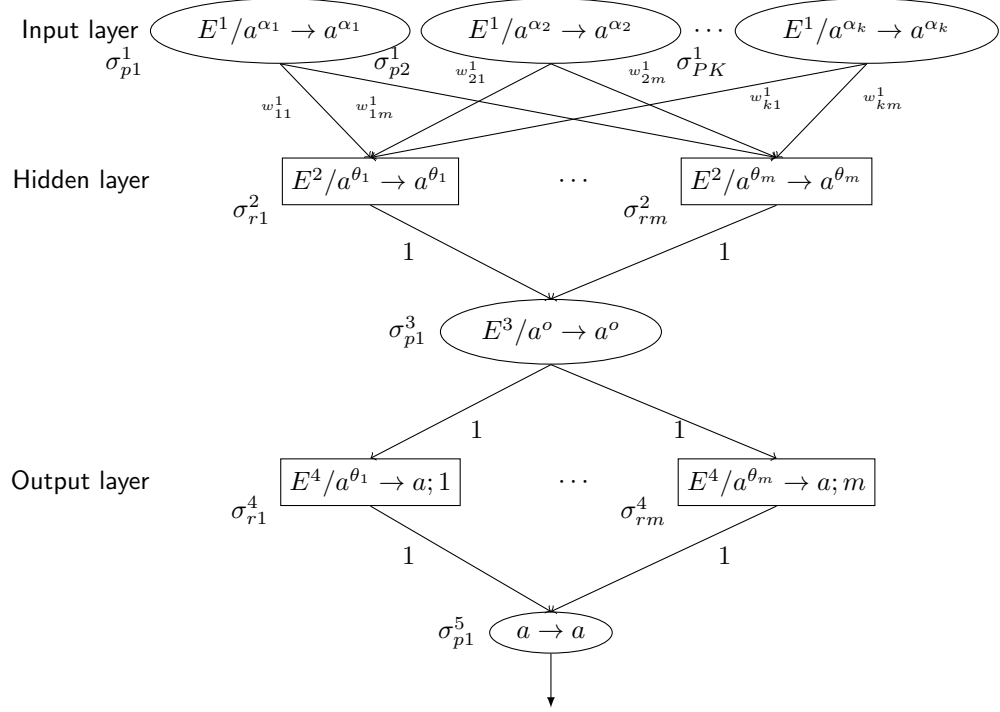 Input layer E^1/a^{α_1} → a^{α_1} E^1/a^{α_2} → a^{α_2} ⋯ E^1/a^{α_k} → a^{α_k}
σ^1_{p1} σ^1_{p2} σ^1_{PK}
w^1_{11} w^1_{1m} w^1_{21} w^1_{2m} w^1_{k1} w^1_{km}
Hidden layer E^2/a^{θ_1} → a^{θ_1} ⋯ E^2/a^{θ_m} → a^{θ_m}
σ^2_{r1} σ^2_{rm}
1 1
σ^3_{p1} E^3/a^o → a^o
1 1
Output layer E^4/a^{θ_1} → a; 1 ⋯ E^4/a^{θ_m} → a; m
σ^4_{r1} σ^4_{rm}
1 1
σ^5_{p1} a → a